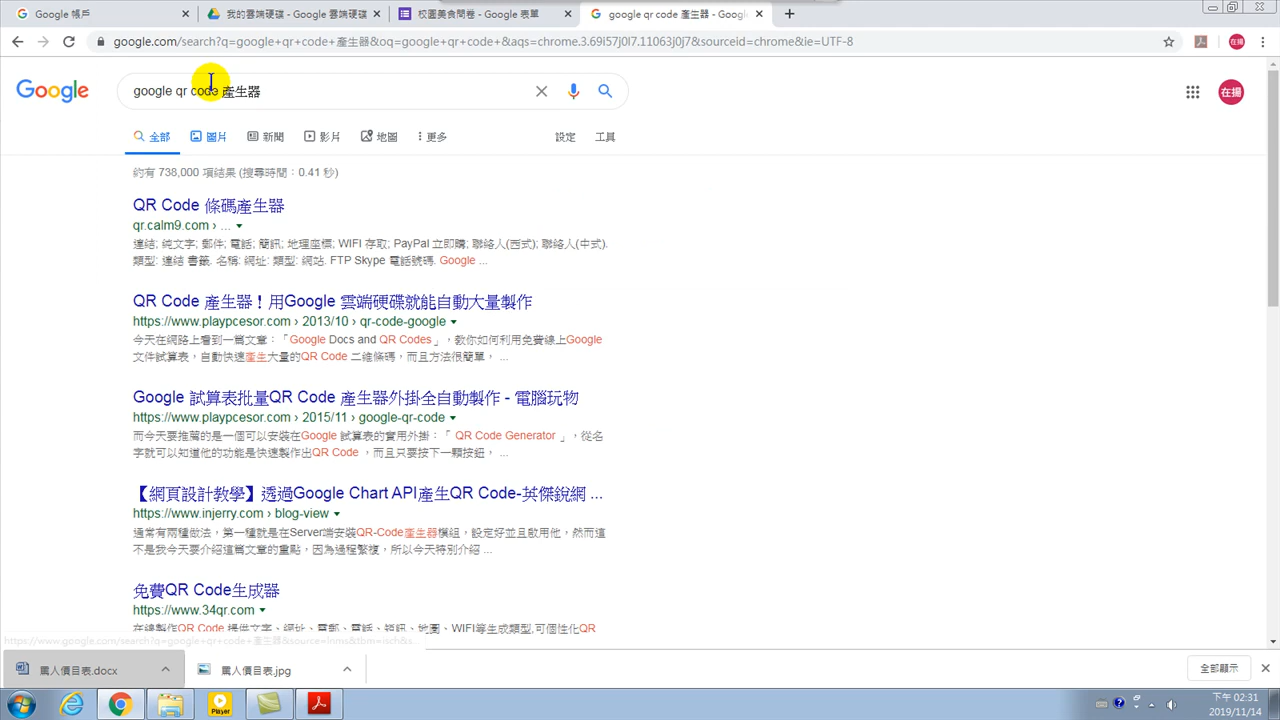 Google 帳戶
我的雲端硬碟 - Google 雲端硬碟
校園美食問卷 - Google 表單
google qr code 產生器 - Google
google.com/search?q=google+qr+code+產生器&oq=google+qr+code+&aqs=chrome.3.69i57j0l7.11063j0j7&sourceid=chrome&ie=UTF-8
Google
google qr code 產生器
在揚
全部
圖片
新聞
影片
地圖
更多
設定
工具
約有 738,000 項結果 (搜尋時間：0.41 秒)
QR Code 條碼產生器
qr.calm9.com › ...
連結; 純文字; 郵件; 電話; 簡訊; 地理座標; WIFI 存取; PayPal 立即購; 聯絡人(西式); 聯絡人(中式).
類型: 連結 書籤. 名稱: 網址: 類型: 網站. FTP Skype 電話號碼. Google ...
QR Code 產生器！用Google 雲端硬碟就能自動大量製作
https://www.playpcesor.com › 2013/10 › qr-code-google
今天在網路上看到一篇文章：「Google Docs and QR Codes」，教你如何利用免費線上Google
文件試算表，自動快速產生大量的QR Code 二維條碼，而且方法很簡單， ...
Google 試算表批量QR Code 產生器外掛全自動製作 - 電腦玩物
https://www.playpcesor.com › 2015/11 › google-qr-code
而今天要推薦的是一個可以安裝在Google 試算表的實用外掛：「 QR Code Generator 」，從名
字就可以知道他的功能是快速製作出QR Code ，而且只要按下一顆按鈕， ...
【網頁設計教學】透過Google Chart API產生QR Code-英傑銳網 ...
https://www.injerry.com › blog-view
通常有兩種做法，第一種就是在Server端安裝QR-Code產生器模組，設定好並且啟用他，然而這
不是我今天要介紹這篇文章的重點，因為過程繁複，所以今天特別介紹 ...
免費QR Code生成器
https://www.34qr.com
在線製作QR Code 提供文字、網址、電郵、電話、短訊、地圖、WIFI等生成類型,可個性化QR
https://www.google.com/search?q=google+qr+code+產生器&source=lnms&tbm=isch&s...
罵人價目表.docx
罵人價目表.jpg
全部顯示
Player
下午 02:31
2019/11/14